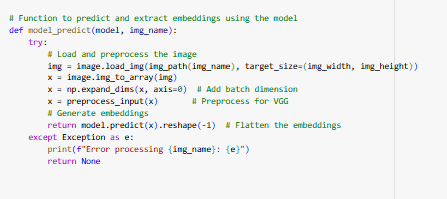 # Function to predict and extract embeddings using the model
def model_predict(model, img_name):
    try:
        # Load and preprocess the image
        img = image.load_img(img_path(img_name), target_size=(img_width, img_height))
        x = image.img_to_array(img)
        x = np.expand_dims(x, axis=0)  # Add batch dimension
        x = preprocess_input(x)       # Preprocess for VGG
        # Generate embeddings
        return model.predict(x).reshape(-1)  # Flatten the embeddings
    except Exception as e:
        print(f"Error processing {img_name}: {e}")
        return None